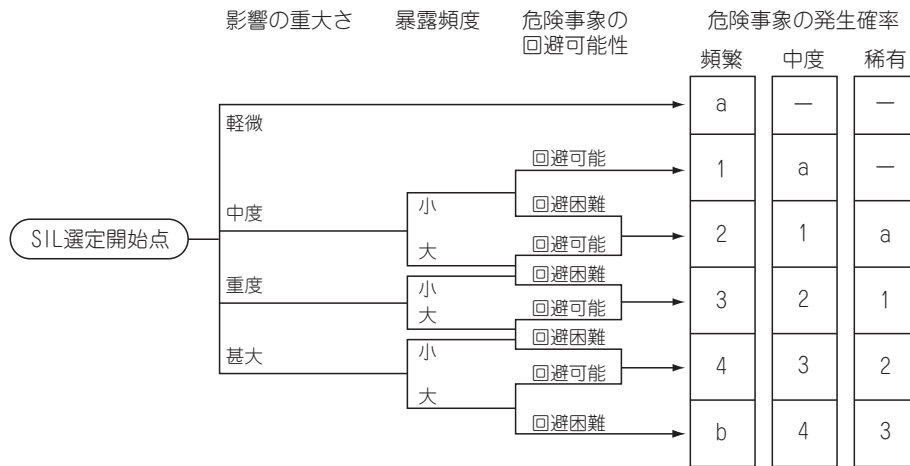 影響の重大さ
暴露頻度
危険事象の
回避可能性
危険事象の発生確率
頻繁
中度
稀有
SIL選定開始点
軽微
a
—
—
中度
小
回避可能
1
a
—
回避困難
大
回避可能
2
1
a
重度
小
回避困難
大
回避可能
3
2
1
甚大
小
回避困難
回避可能
4
3
2
大
回避困難
b
4
3